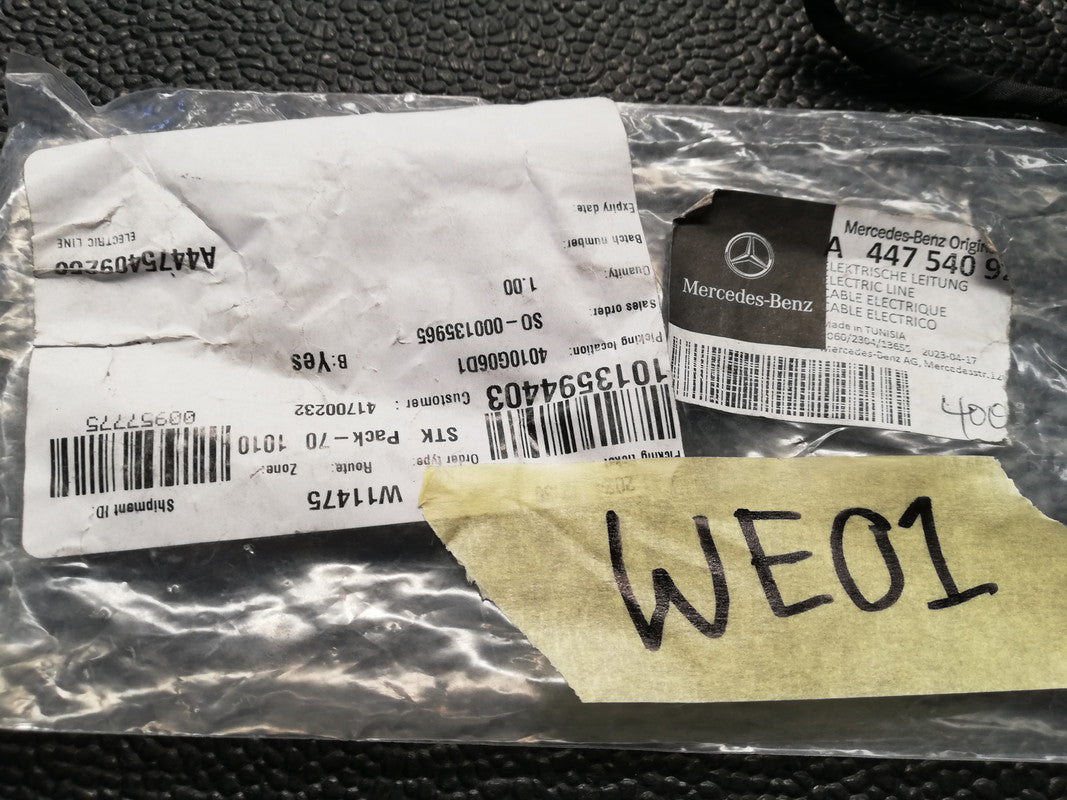 Shipment ID:
00957775
W11475
Route:
Zone:
Pack-70 1010
Order type:
STK
Picking ticket
1013594403
Customer :
41700232
Picking location:
4010G06D1
B:Yes
Sales order:
SO-000135965
Quantity:
1.00
Batch number:
Expiry date:
ELECTRIC LINE
Mercedes-Benz
Mercedes-Benz
A 447 540
ELEKTRISCHE LEITUNG
ELECTRIC LINE
CABLE ELECTRIQUE
CABLE ELECTRICO
Made in TUNISIA
2023-04-17
Mercedes-Benz AG,
400
WE01